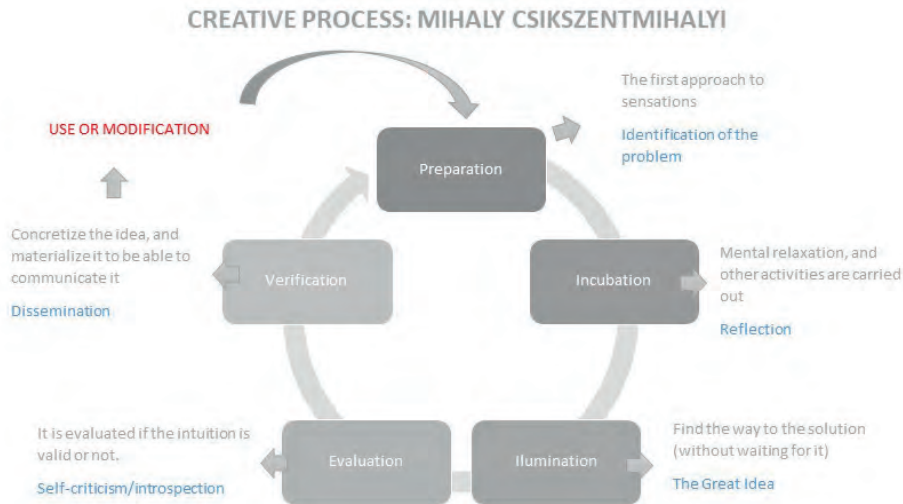 CREATIVE PROCESS: MIHALY CSIKSZENTMIHALYI
The first approach to
sensations
Identification of the
problem
USE OR MODIFICATION
Preparation
Concretize the idea, and
materialize it to be able to
communicate it
Dissemination
Verification
Incubation
Mental relaxation, and
other activities are carried
out
Reflection
It is evaluated if the intuition is
valid or not.
Self-criticism/introspection
Evaluation
Ilumination
Find the way to the solution
(without waiting for it)
The Great Idea